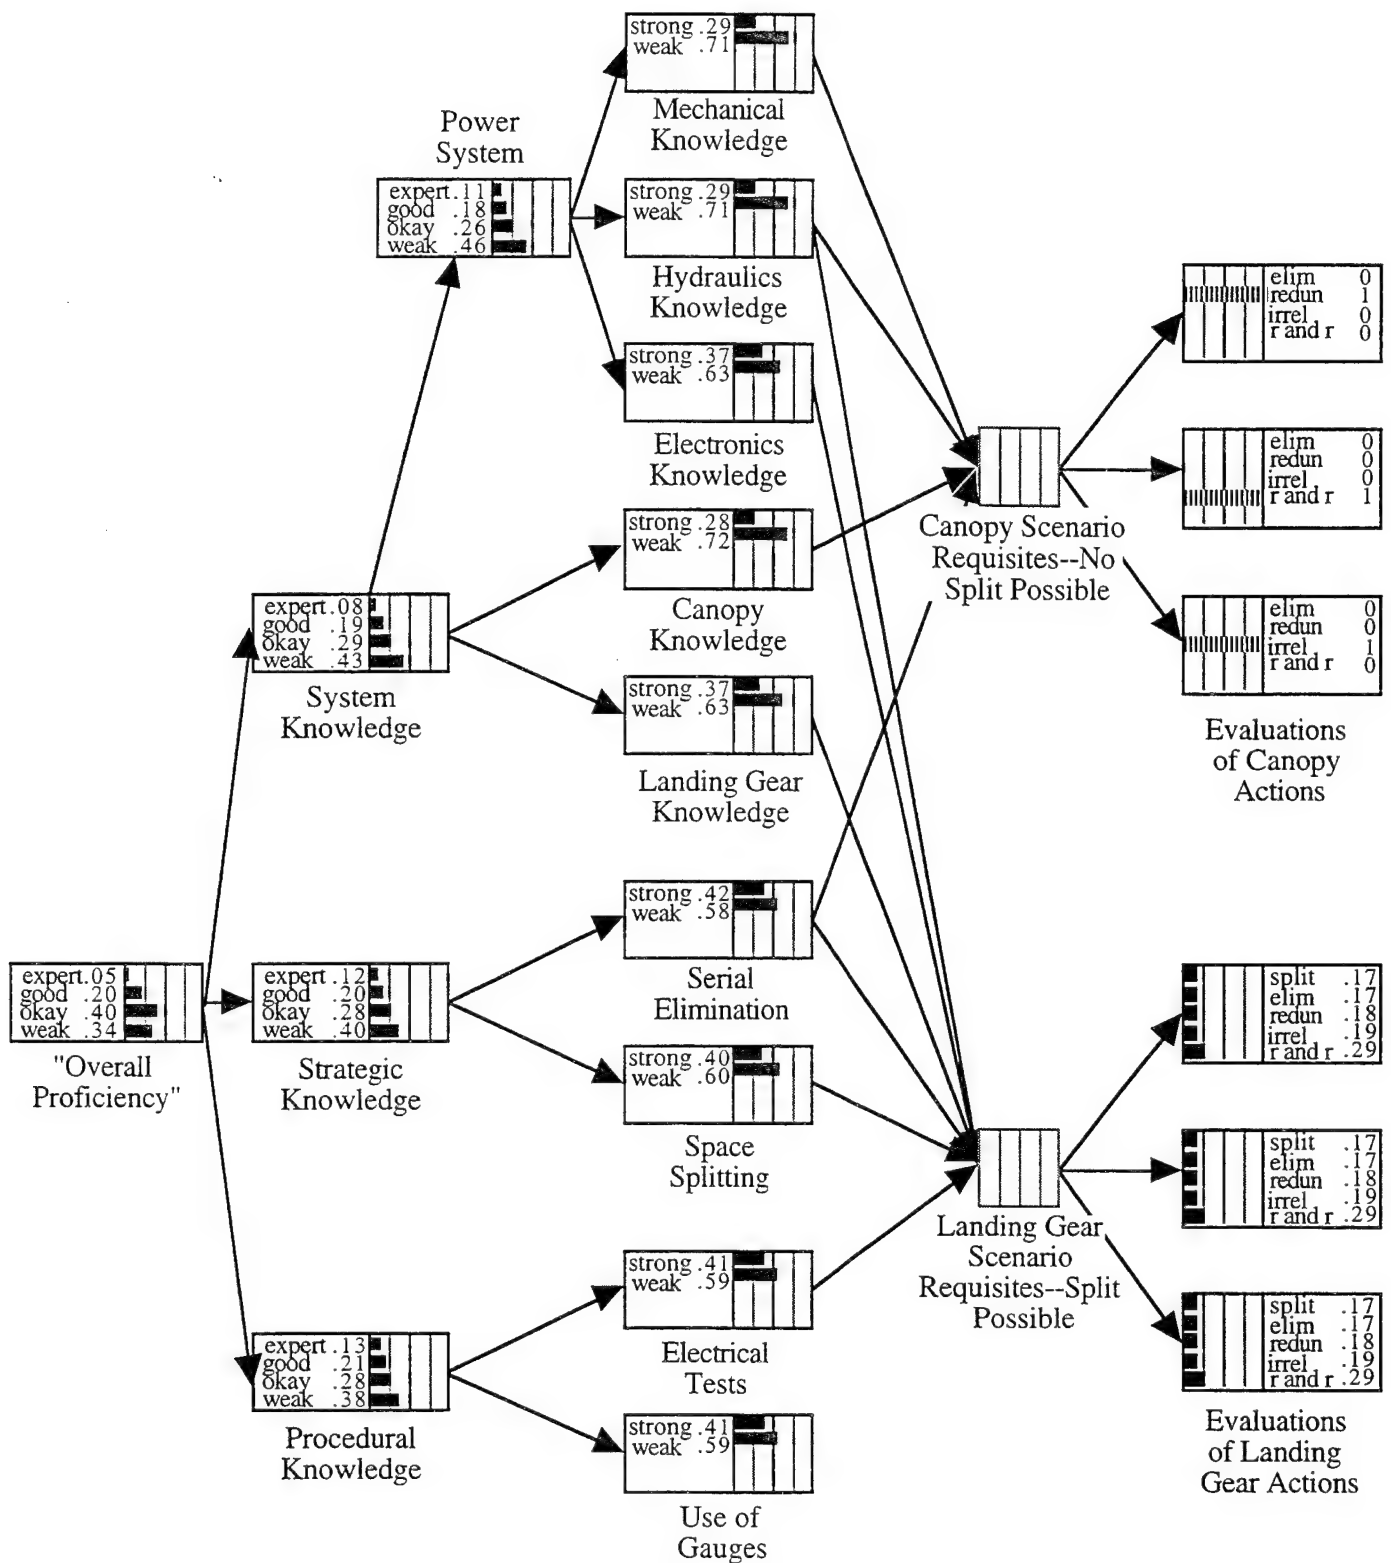 strong .29
weak .71
Mechanical
Knowledge
Power
System
expert .11
good .18
okay .26
weak .46
strong .29
weak .71
Hydraulics
Knowledge
strong .37
weak .63
Electronics
Knowledge
strong .28
weak .72
Canopy
Knowledge
expert .08
good .19
okay .29
weak .43
System
Knowledge
strong .37
weak .63
Landing Gear
Knowledge
strong .42
weak .58
Serial
Elimination
expert .05
good .20
okay .40
weak .34
"Overall
Proficiency"
expert .12
good .20
okay .28
weak .40
Strategic
Knowledge
strong .40
weak .60
Space
Splitting
strong .41
weak .59
Electrical
Tests
expert .13
good .21
okay .28
weak .38
Procedural
Knowledge
strong .41
weak .59
Use of
Gauges
Canopy Scenario
Requisites--No
Split Possible
Landing Gear
Scenario
Requisites--Split
Possible
elim 0
redun 1
irrel 0
r and r 0
elim 0
redun 0
irrel 0
r and r 1
elim 0
redun 0
irrel 1
r and r 0
Evaluations
of Canopy
Actions
split .17
elim .17
redun .18
irrel .19
r and r .29
split .17
elim .17
redun .18
irrel .19
r and r .29
split .17
elim .17
redun .18
irrel .19
r and r .29
Evaluations
of Landing
Gear Actions